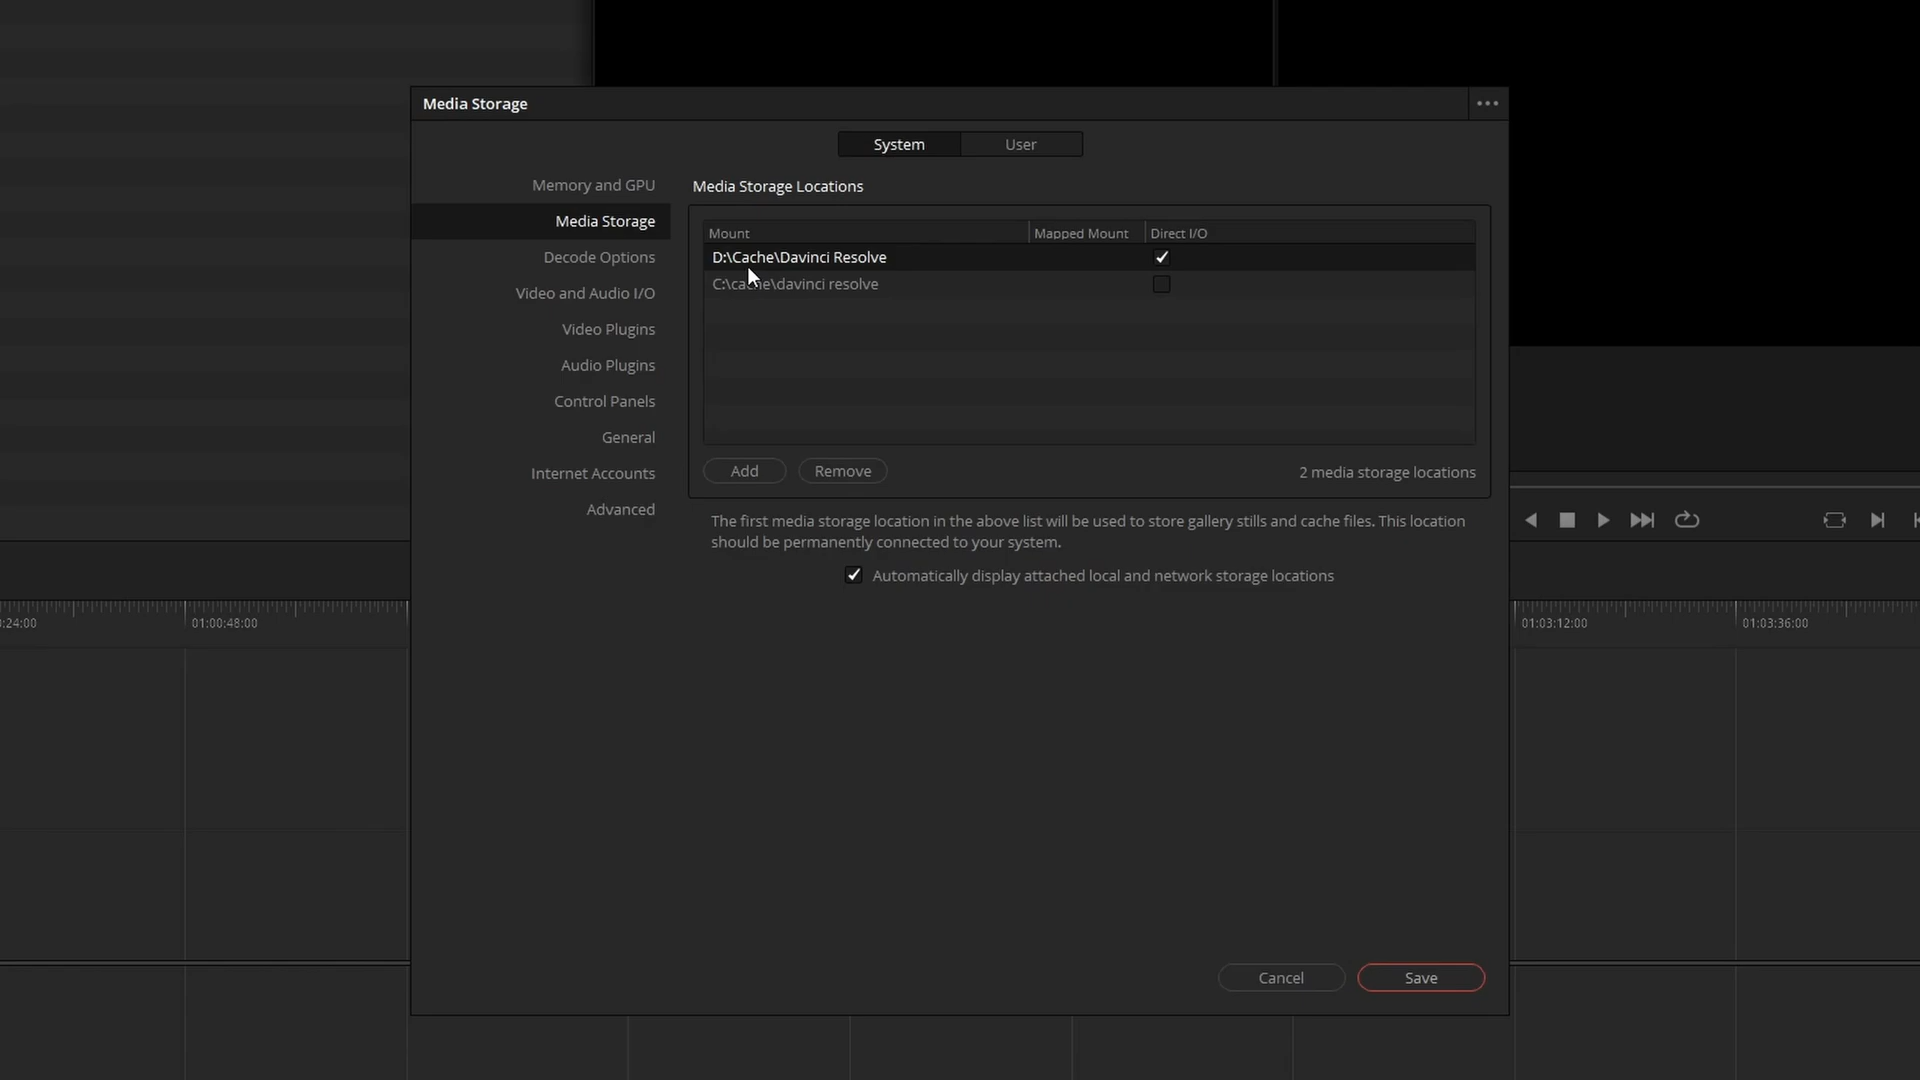 Media Storage
System
User
Memory and GPU
Media Storage
Decode Options
Video and Audio I/O
Video Plugins
Audio Plugins
Control Panels
General
Internet Accounts
Advanced
Media Storage Locations
Mount
Mapped Mount
Direct I/O
D:\Cache\Davinci Resolve
C:\cache\davinci resolve
Add
Remove
2 media storage locations
The first media storage location in the above list will be used to store gallery stills and cache files. This location
should be permanently connected to your system.
Automatically display attached local and network storage locations
:24:00
01:00:48:00
01:03:12:00
01:03:36:00
Cancel
Save